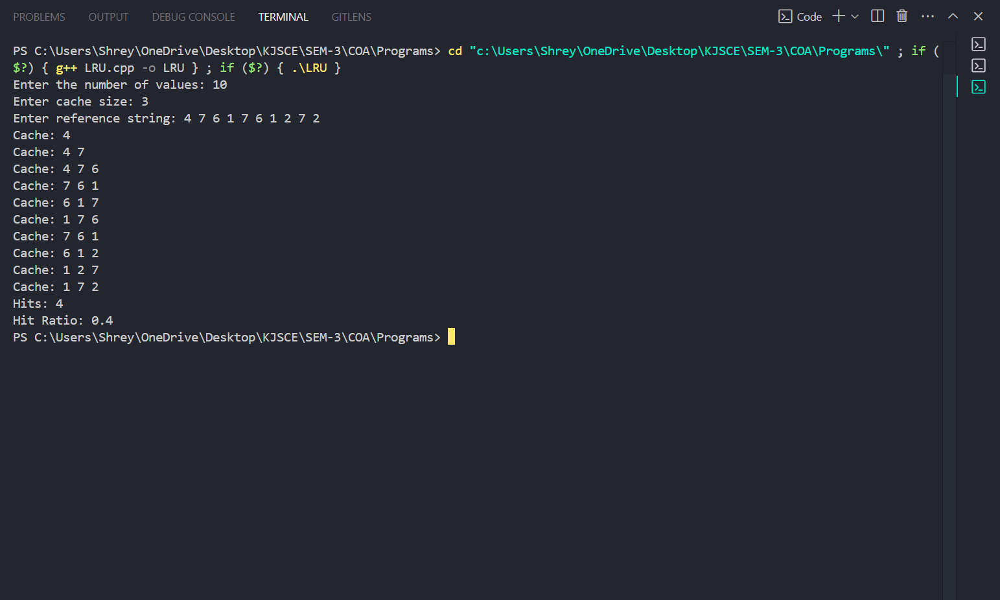 PROBLEMS OUTPUT DEBUG CONSOLE TERMINAL GITLENS Code
PS C:\Users\Shrey\OneDrive\Desktop\KJSCE\SEM-3\COA\Programs> cd "c:\Users\Shrey\OneDrive\Desktop\KJSCE\SEM-3\COA\Programs\" ; if (
$?) { g++ LRU.cpp -o LRU } ; if ($?) { .\LRU }
Enter the number of values: 10
Enter cache size: 3
Enter reference string: 4 7 6 1 7 6 1 2 7 2
Cache: 4
Cache: 4 7
Cache: 4 7 6
Cache: 7 6 1
Cache: 6 1 7
Cache: 1 7 6
Cache: 7 6 1
Cache: 6 1 2
Cache: 1 2 7
Cache: 1 7 2
Hits: 4
Hit Ratio: 0.4
PS C:\Users\Shrey\OneDrive\Desktop\KJSCE\SEM-3\COA\Programs>